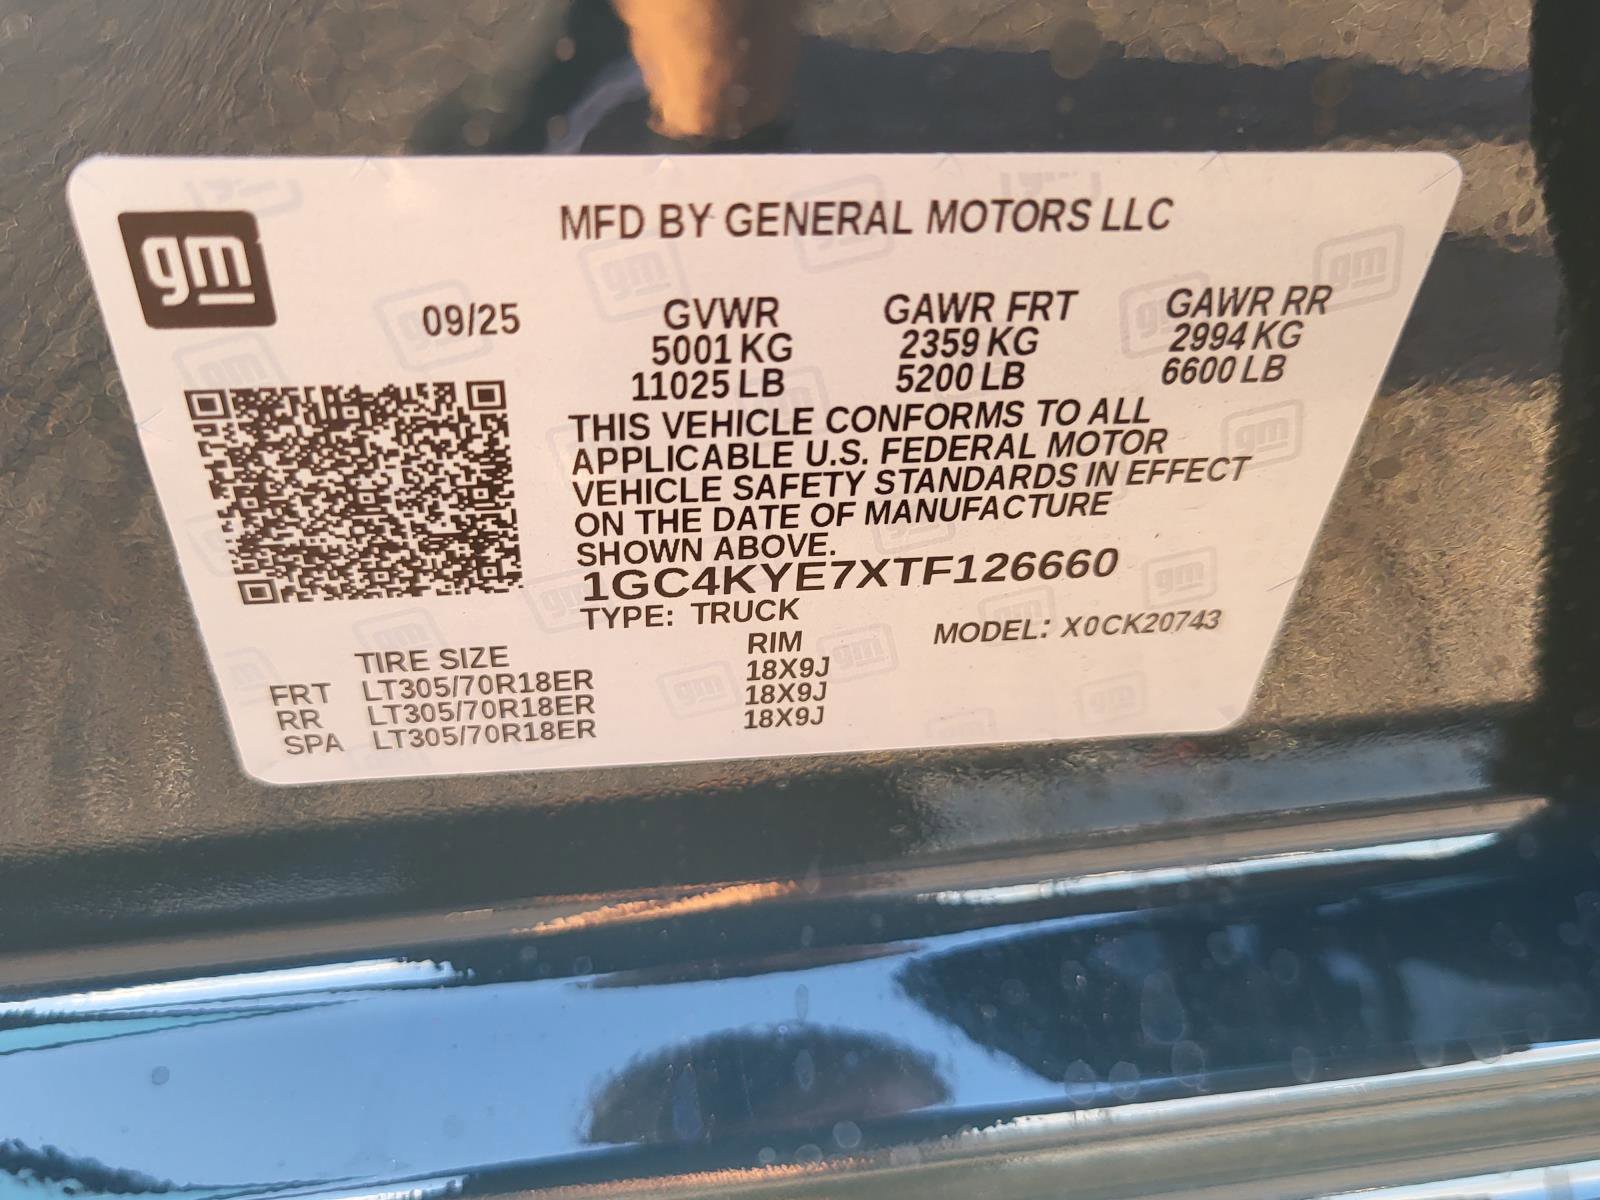 gm
MFD BY GENERAL MOTORS LLC
09/25
GVWR GAWR FRT GAWR RR
5001 KG 2359 KG 2994 KG
11025 LB 5200 LB 6600 LB
THIS VEHICLE CONFORMS TO ALL
APPLICABLE U.S. FEDERAL MOTOR
VEHICLE SAFETY STANDARDS IN EFFECT
ON THE DATE OF MANUFACTURE
SHOWN ABOVE.
1GC4KYE7XTF126660
TYPE: TRUCK
MODEL: X0CK20743
TIRE SIZE RIM
FRT LT305/70R18ER 18X9J
RR LT305/70R18ER 18X9J
SPA LT305/70R18ER 18X9J